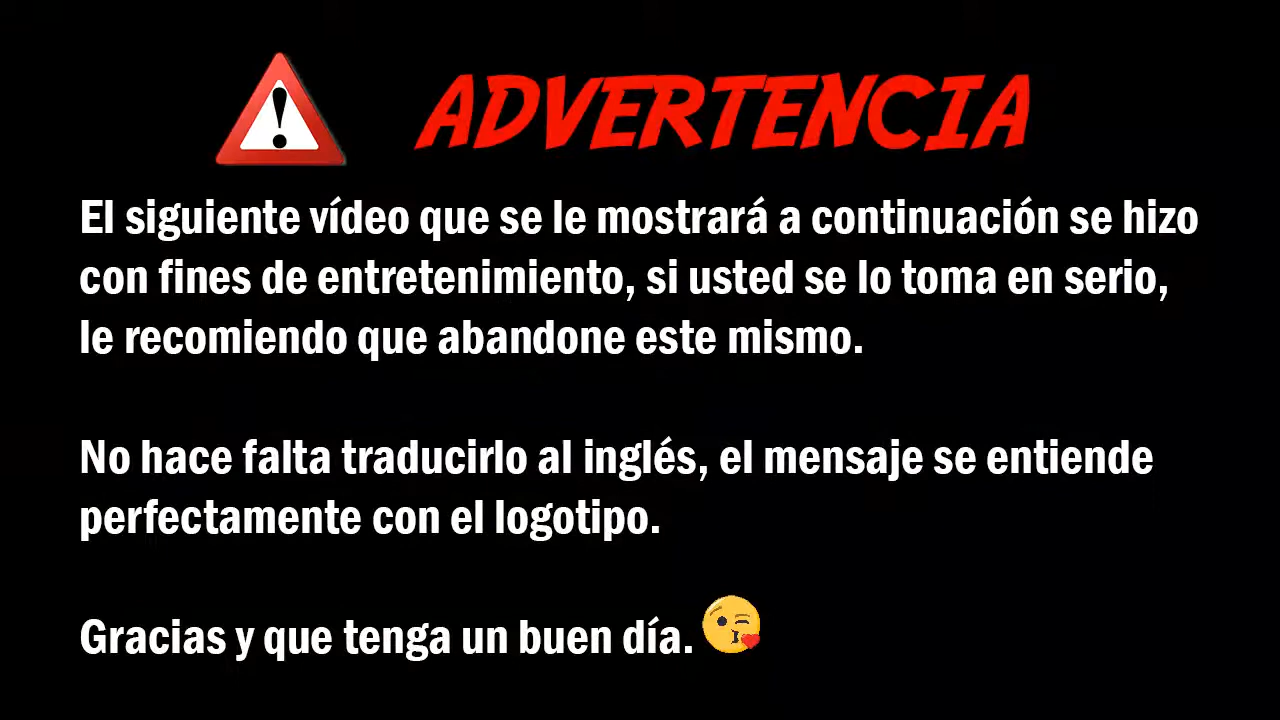 ADVERTENCIA
El siguiente vídeo que se le mostrará a continuación se hizo
con fines de entretenimiento, si usted se lo toma en serio,
le recomiendo que abandone este mismo.
No hace falta traducirlo al inglés, el mensaje se entiende
perfectamente con el logotipo.
Gracias y que tenga un buen día. 😘